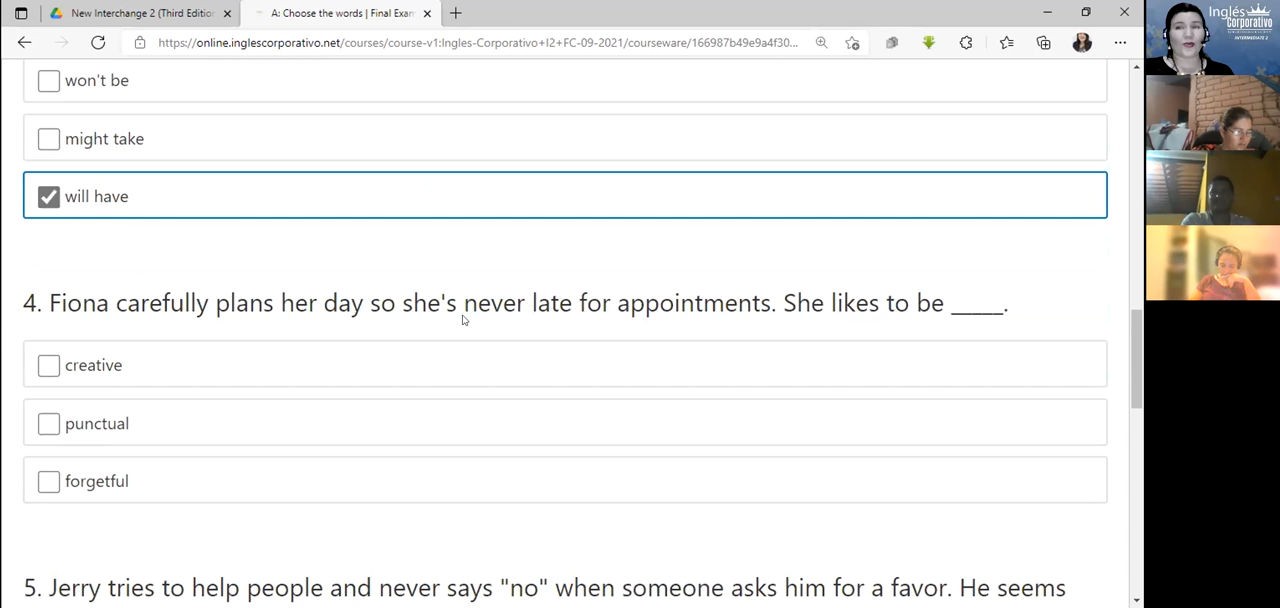 New Interchange 2 (Third Edition
A: Choose the words | Final Exam
https://online.inglescorporativo.net/courses/course-v1:Ingles-Corporativo+I2+FC-09-2021/courseware/166987b49e9a4f30...
Inglés
Corporativo
INTERMEDIATE 2
won't be
might take
will have
4. Fiona carefully plans her day so she's never late for appointments. She likes to be _____.
creative
punctual
forgetful
5. Jerry tries to help people and never says "no" when someone asks him for a favor. He seems